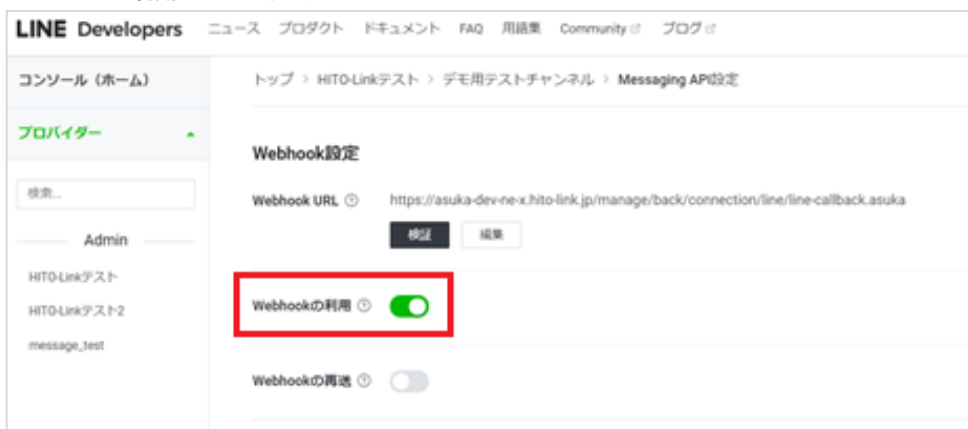 LINE Developers ニュース プロダクト ドキュメント FAQ 用語集 Community ブログ
コンソール（ホーム）
トップ > HITO-Linkテスト > デモ用テストチャンネル > Messaging API設定
プロバイダー
Webhook設定
検索...
Webhook URL https://asuka-dev-ne-x.hito-link.jp/manage/back/connection/line/line-callback.asuka
検証 編集
Admin
HITO-Linkテスト
Webhookの利用
HITO-Linkテスト2
message_test
Webhookの再送